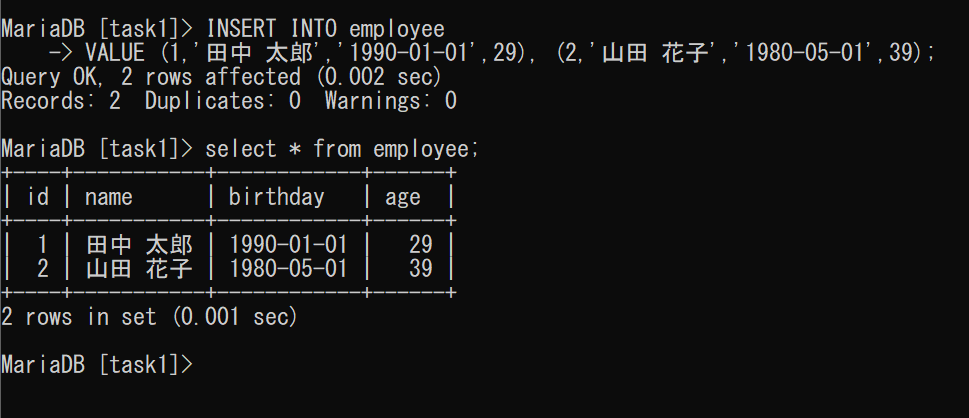 MariaDB [task1]> INSERT INTO employee
    -> VALUE (1,'田中 太郎','1990-01-01',29), (2,'山田 花子','1980-05-01',39);
Query OK, 2 rows affected (0.002 sec)
Records: 2  Duplicates: 0  Warnings: 0
MariaDB [task1]> select * from employee;
+----+-----------+------------+------+
| id | name      | birthday   | age  |
+----+-----------+------------+------+
|  1 | 田中 太郎 | 1990-01-01 |   29 |
|  2 | 山田 花子 | 1980-05-01 |   39 |
+----+-----------+------------+------+
2 rows in set (0.001 sec)
MariaDB [task1]>